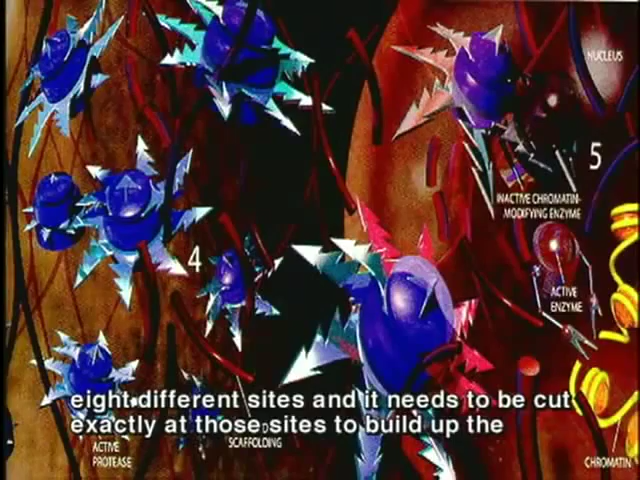 NUCLEUS
5
INACTIVE CHROMATIN-
MODIFYING ENZYME
4
ACTIVE
ENZYME
eight different sites and it needs to be cut
exactly at those sites to build up the
ACTIVE
PROTEASE
SCAFFOLDING
CHROMATIN